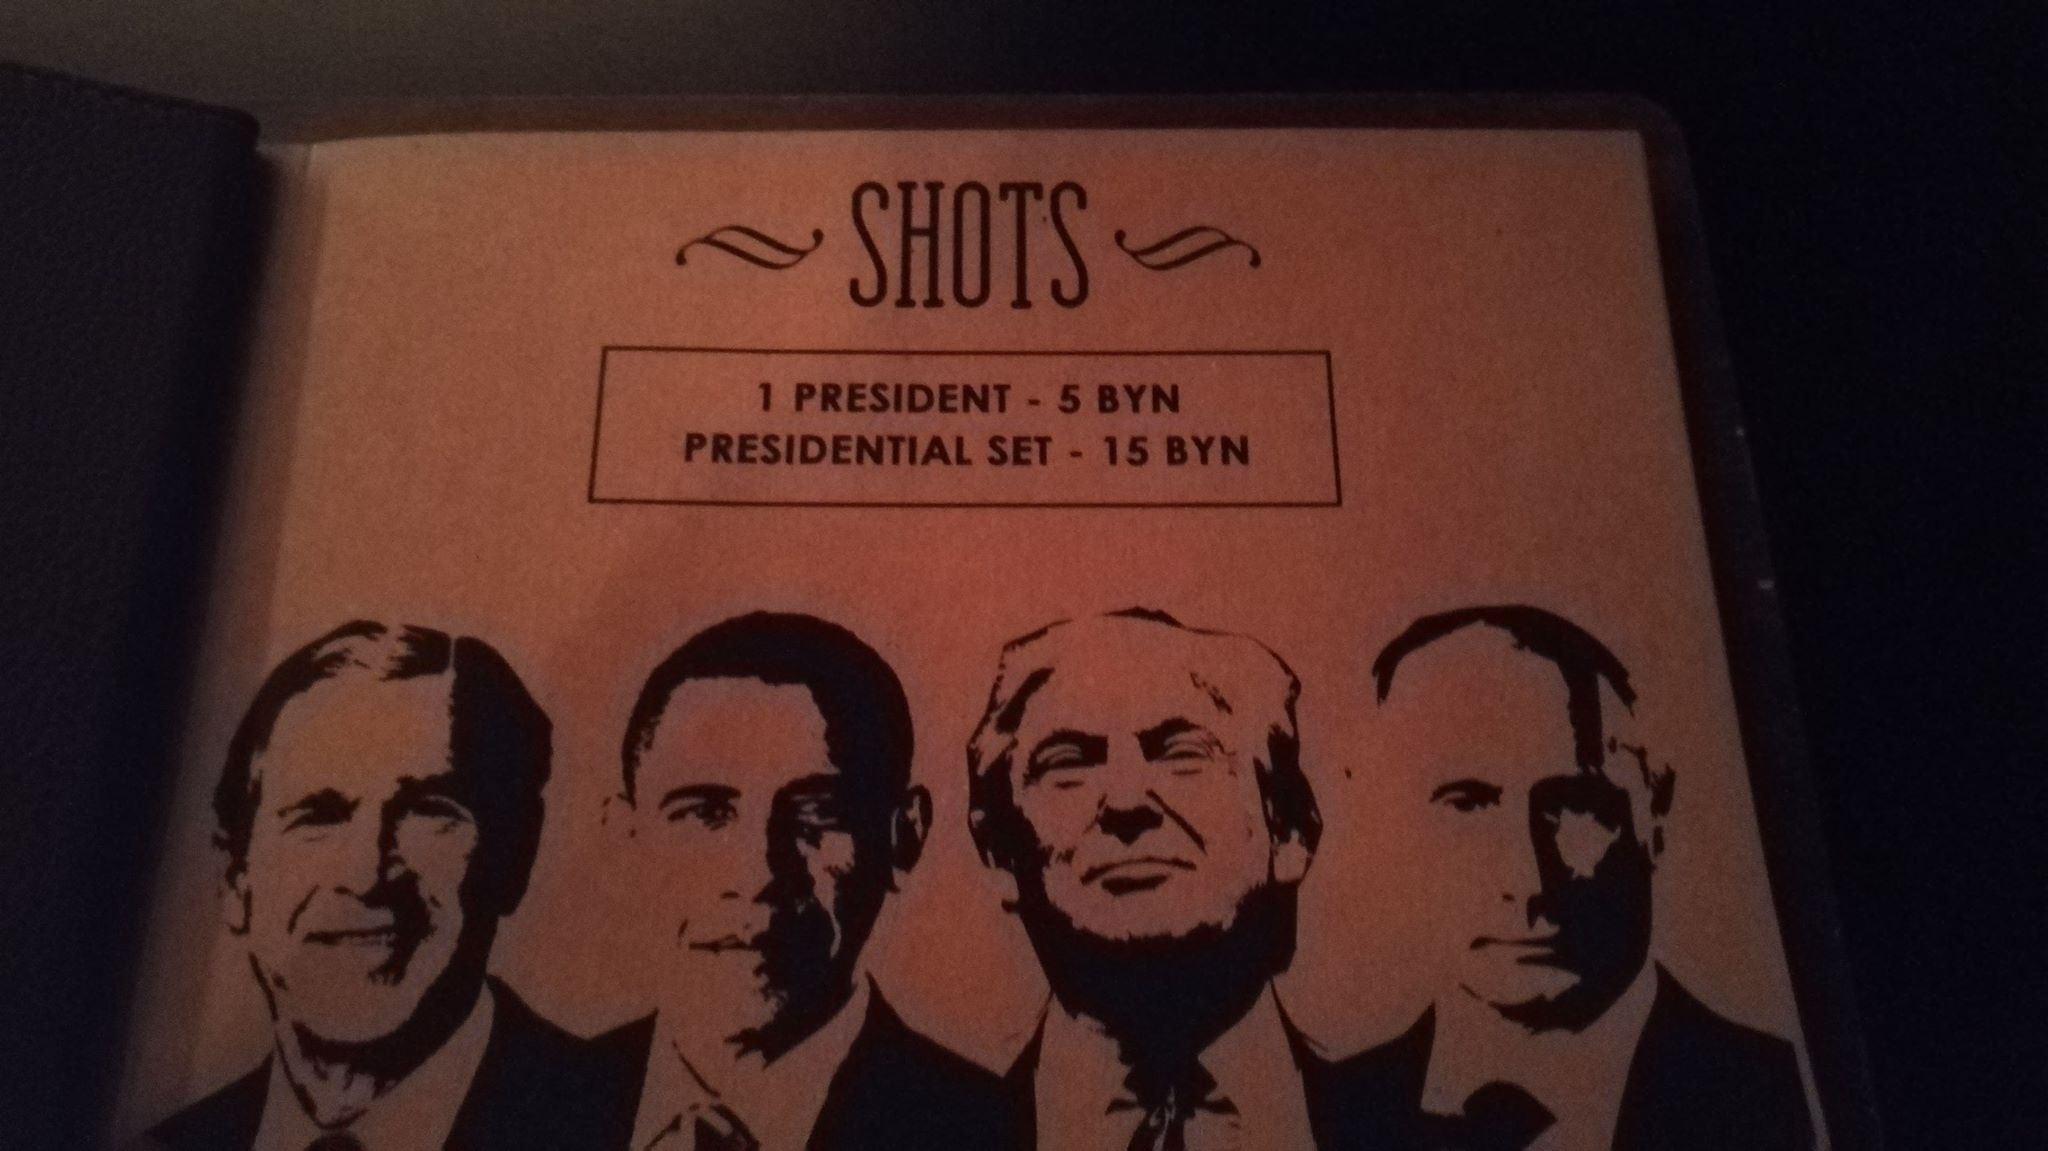 SHOTS
1 PRESIDENT - 5 BYN
PRESIDENTIAL SET - 15 BYN